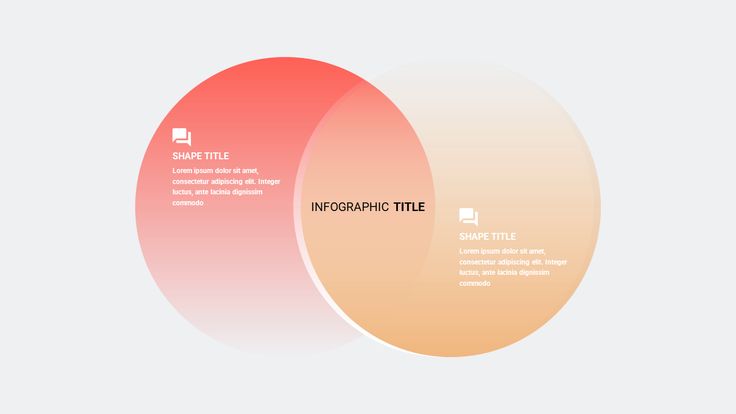 SHAPE TITLE
Lorem ipsum dolor sit amet,
consectetur adipiscing elit. Integer
luctus, ante lacinia dignissim
commodo
INFOGRAPHIC TITLE
SHAPE TITLE
Lorem ipsum dolor sit amet,
consectetur adipiscing elit. Integer
luctus, ante lacinia dignissim
commodo